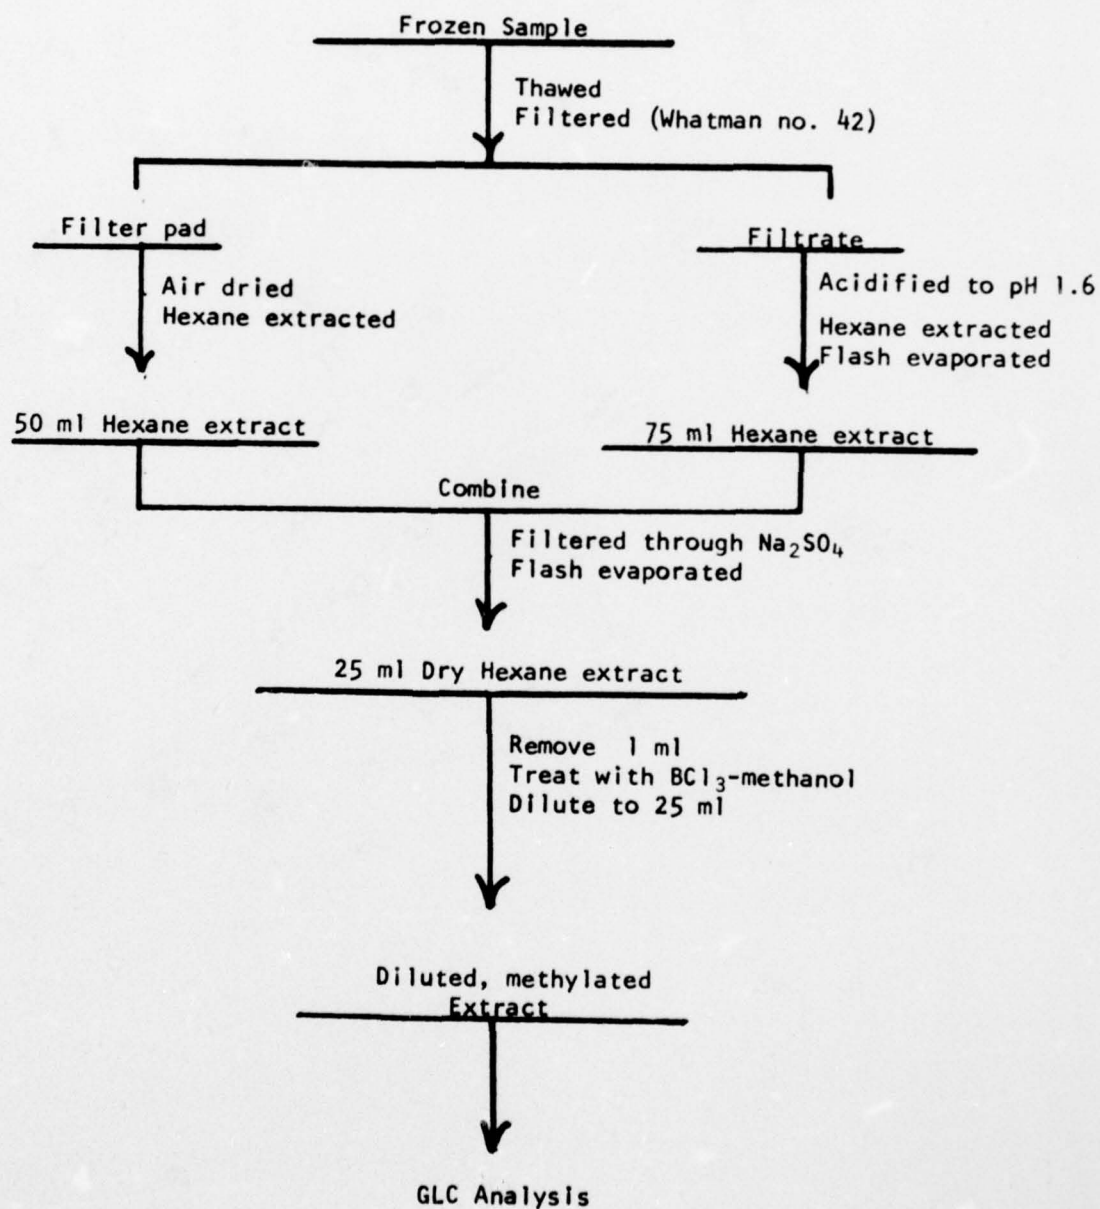 Frozen Sample
Thawed
Filtered (Whatman no. 42)
Filter pad
Air dried
Hexane extracted
50 ml Hexane extract
Filtrate
Acidified to pH 1.6
Hexane extracted
Flash evaporated
75 ml Hexane extract
Combine
Filtered through Na₂SO₄
Flash evaporated
25 ml Dry Hexane extract
Remove 1 ml
Treat with BCl₃-methanol
Dilute to 25 ml
Diluted, methylated
Extract
GLC Analysis